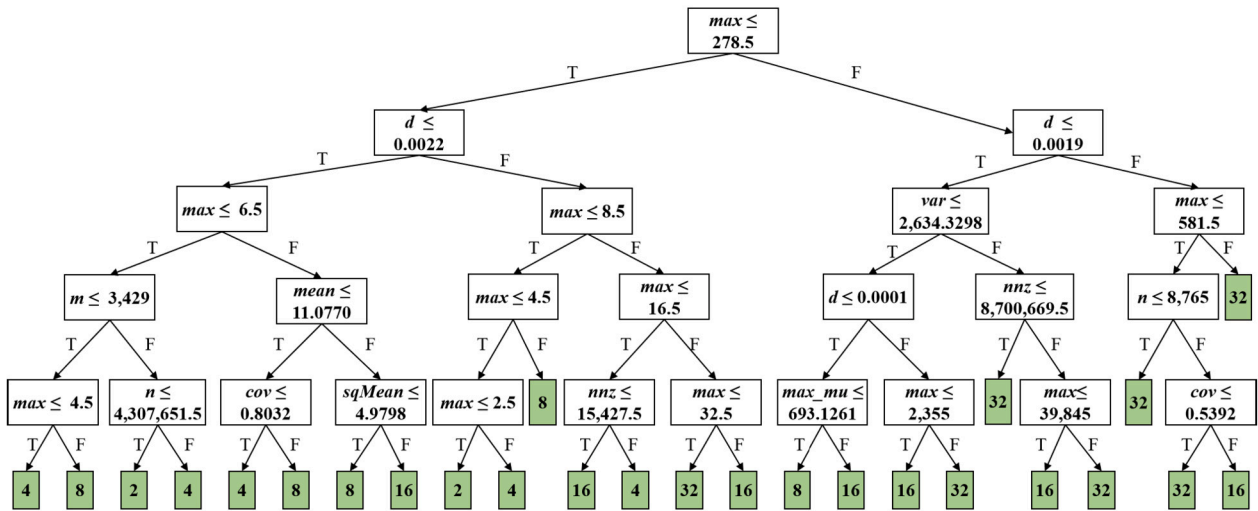 max ≤
278.5
T
F
d ≤
0.0022
d ≤
0.0019
T
F
T
F
max ≤ 6.5
max ≤ 8.5
var ≤
2,634.3298
max ≤
581.5
T
F
T
F
T
F
T
F
m ≤ 3,429
mean ≤
11.0770
max ≤ 4.5
max ≤
16.5
d ≤ 0.0001
nnz ≤
8,700,669.5
n ≤ 8,765
32
T
F
T
F
T
F
T
F
T
F
T
F
T
F
max ≤ 4.5
n ≤
4,307,651.5
cov ≤
0.8032
sqMean ≤
4.9798
max ≤ 2.5
8
nnz ≤
15,427.5
max ≤
32.5
max_mu ≤
693.1261
max ≤
2,355
32
max≤
39,845
32
cov ≤
0.5392
T
F
T
F
T
F
T
F
T
F
T
F
T
F
T
F
T
F
T
F
T
F
4
8
2
4
4
8
8
16
2
4
16
4
32
16
8
16
16
32
16
32
32
16